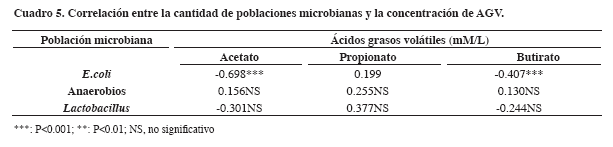 Cuadro 5. Correlación entre la cantidad de poblaciones microbianas y la concentración de AGV.
Población microbiana Ácidos grasos volátiles (mM/L)
Acetato Propionato Butirato
E.coli -0.698*** 0.199 -0.407***
Anaerobios 0.156NS 0.255NS 0.130NS
Lactobacillus -0.301NS 0.377NS -0.244NS
***: P<0.001; **: P<0.01; NS, no significativo